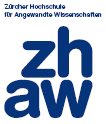 Zürcher Hochschule
für Angewandte Wissenschaften
zh
aw